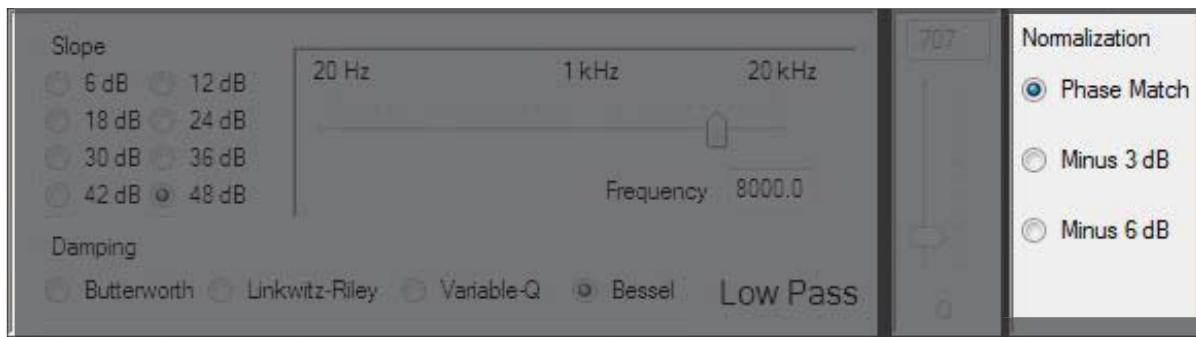 Slope
6 dB 12 dB
18 dB 24 dB
30 dB 36 dB
42 dB 48 dB
20 Hz 1 kHz 20 kHz
Frequency 8000.0
Damping
Butterworth Linkwitz-Riley Variable-Q Bessel Low Pass
707
Q
Normalization
Phase Match
Minus 3 dB
Minus 6 dB